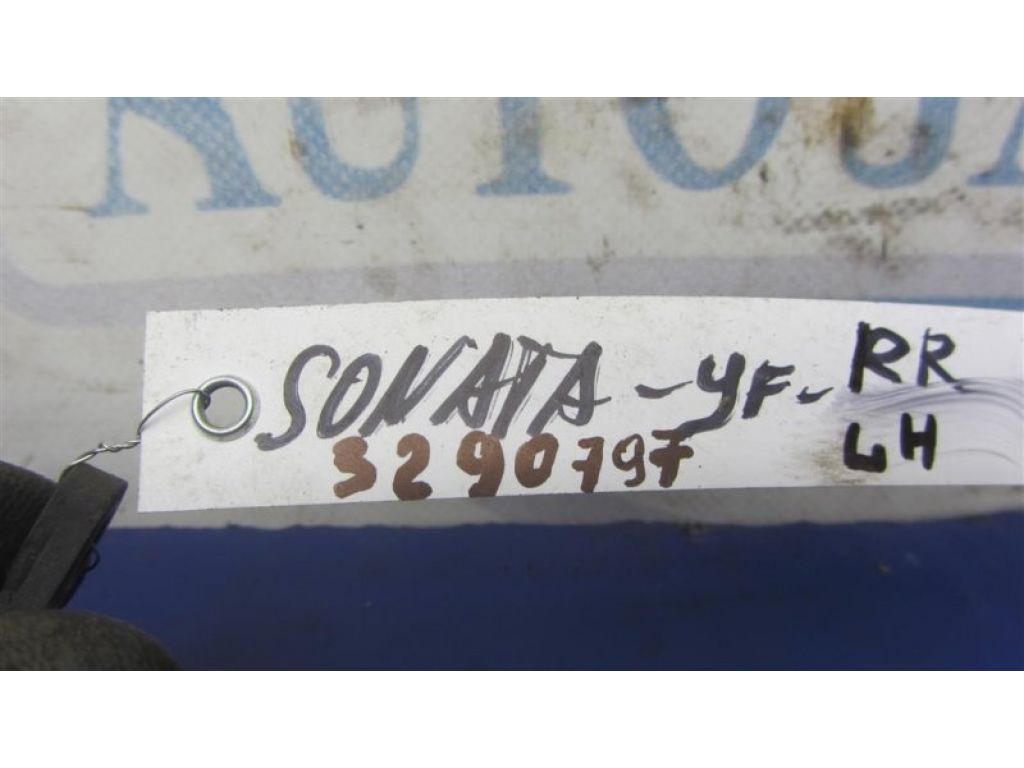 SONATA -YF- RR
LH
3290797